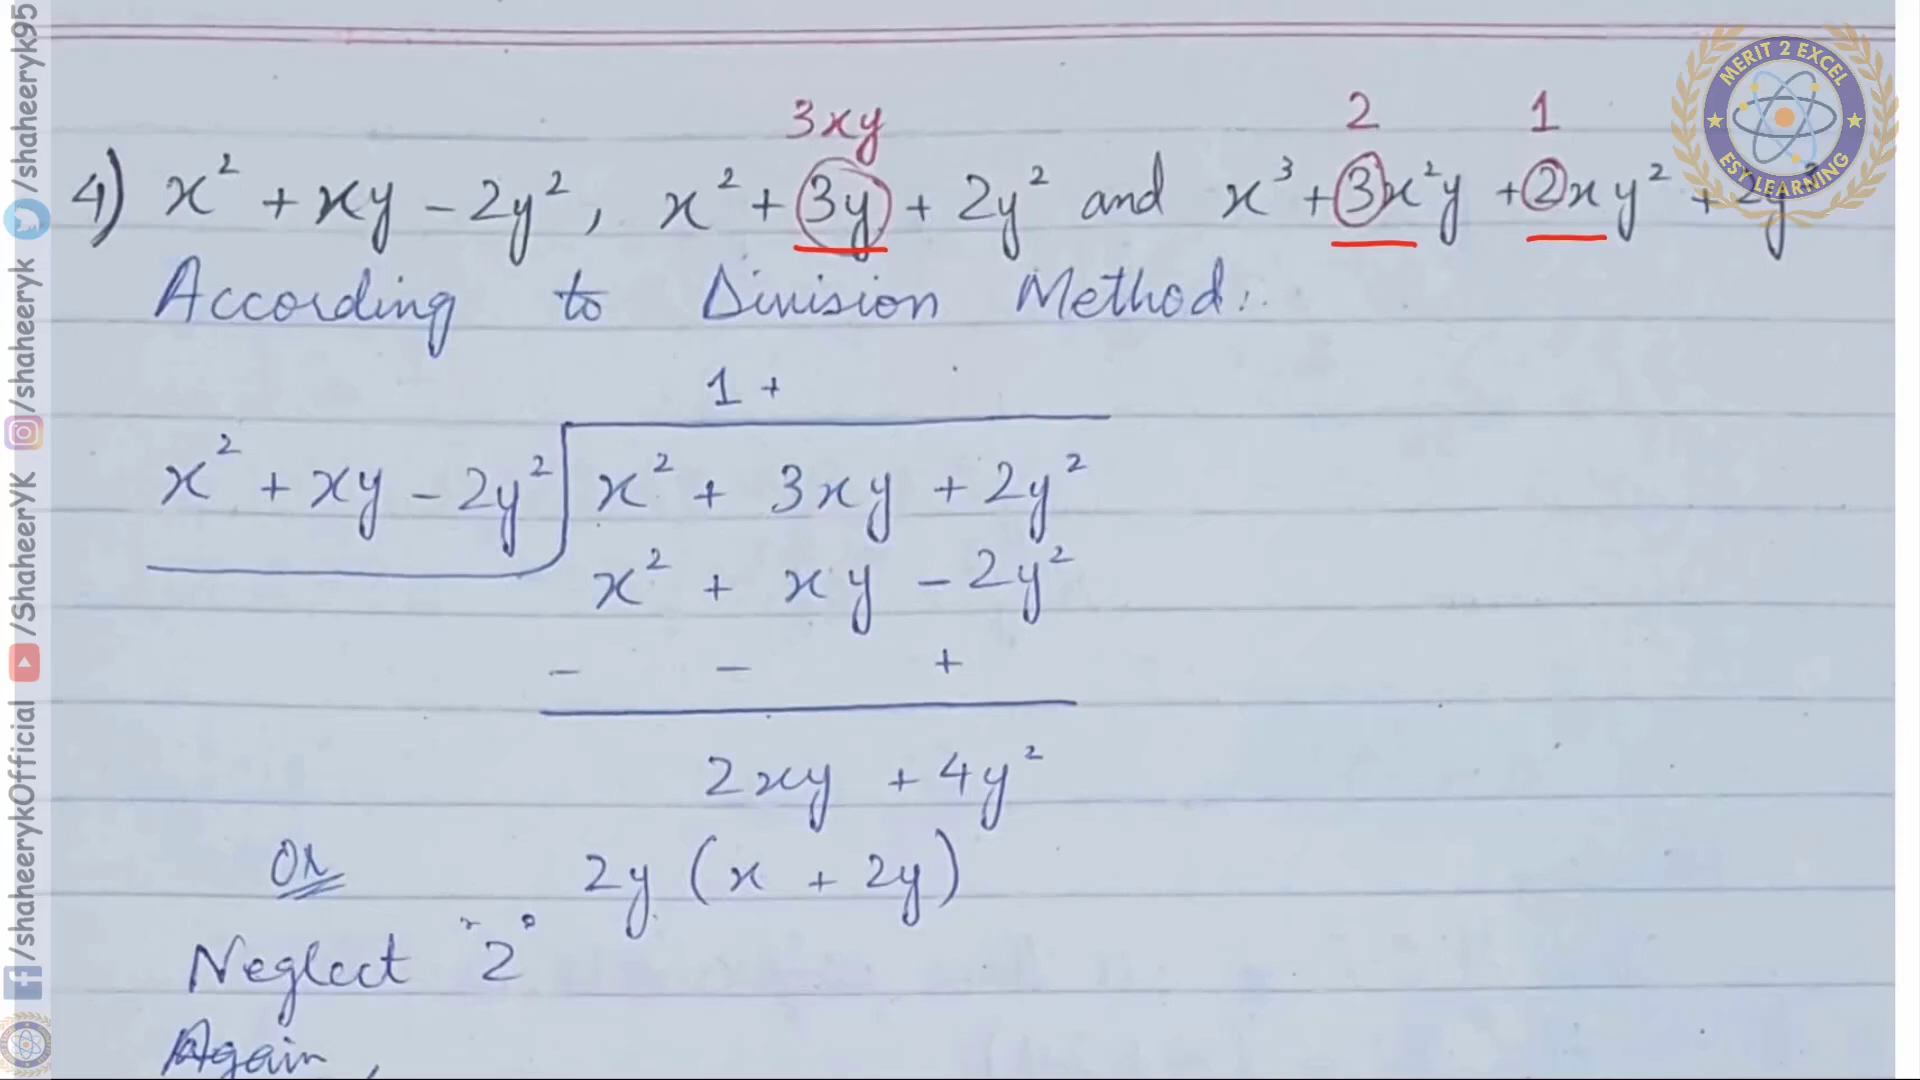 3xy 2 1
4) x² + xy - 2y², x² + 3y + 2y² and x³ + 3x²y + 2xy² + 2y³
According to Division Method:
1 +
x² + xy - 2y² x² + 3xy + 2y²
x² + xy - 2y²
- - +
2xy + 4y²
Or 2y (x + 2y)
Neglect "2"
Again,
MERIT 2 EXCEL
ESY LEARNING
/shaheerykOfficial /ShaheerYK /shaheeryk /shaheeryk95